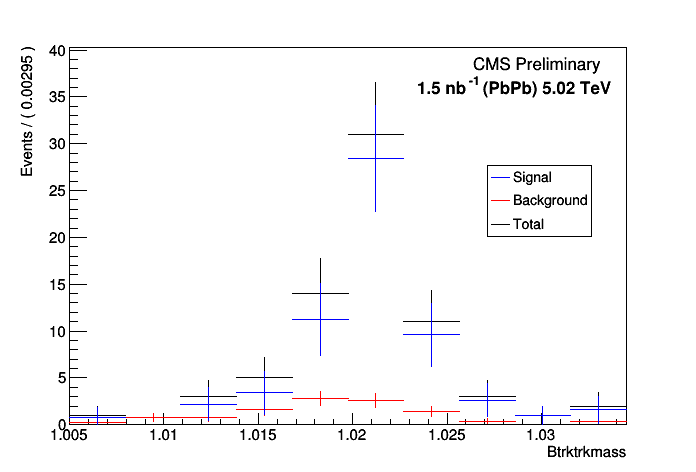 CMS Preliminary
1.5 nb⁻¹ (PbPb) 5.02 TeV
Events / ( 0.00295 )
40
35
30
25
20
15
10
5
0
Signal
Background
Total
1.005 1.01 1.015 1.02 1.025 1.03
Btrktrkmass